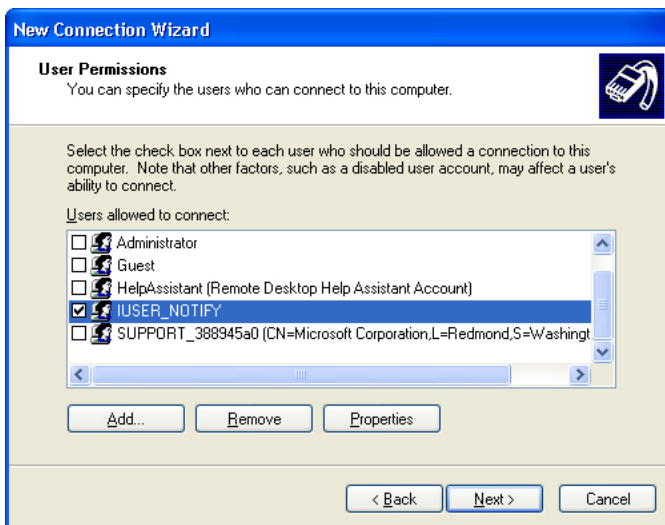 New Connection Wizard
User Permissions
You can specify the users who can connect to this computer.
Select the check box next to each user who should be allowed a connection to this
computer. Note that other factors, such as a disabled user account, may affect a user's
ability to connect.
Users allowed to connect:
Administrator
Guest
HelpAssistant (Remote Desktop Help Assistant Account)
IUSER_NOTIFY
SUPPORT_388945a0 (CN=Microsoft Corporation,L=Redmond,S=Washingt
Add...
Remove
Properties
< Back
Next >
Cancel